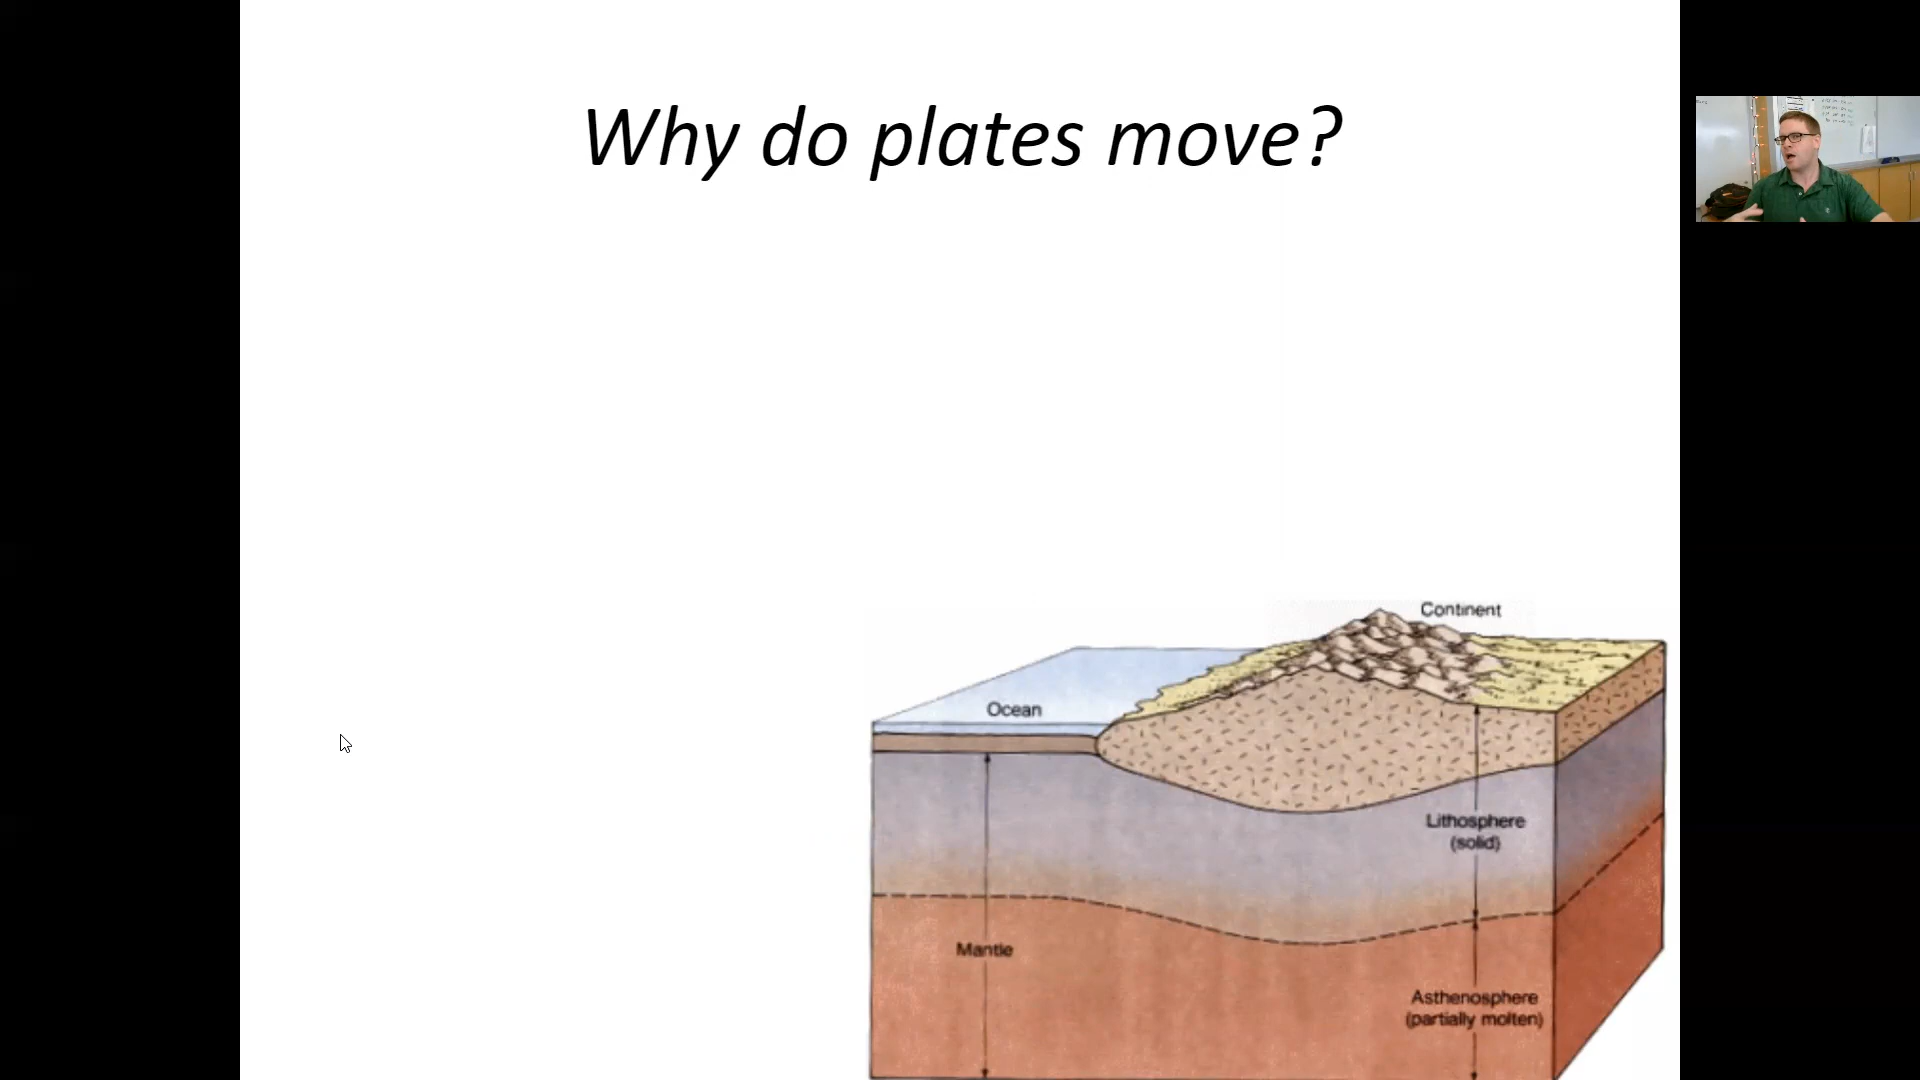 Why do plates move?
Continent
Ocean
Lithosphere
(solid)
Mantle
Asthenosphere
(partially molten)